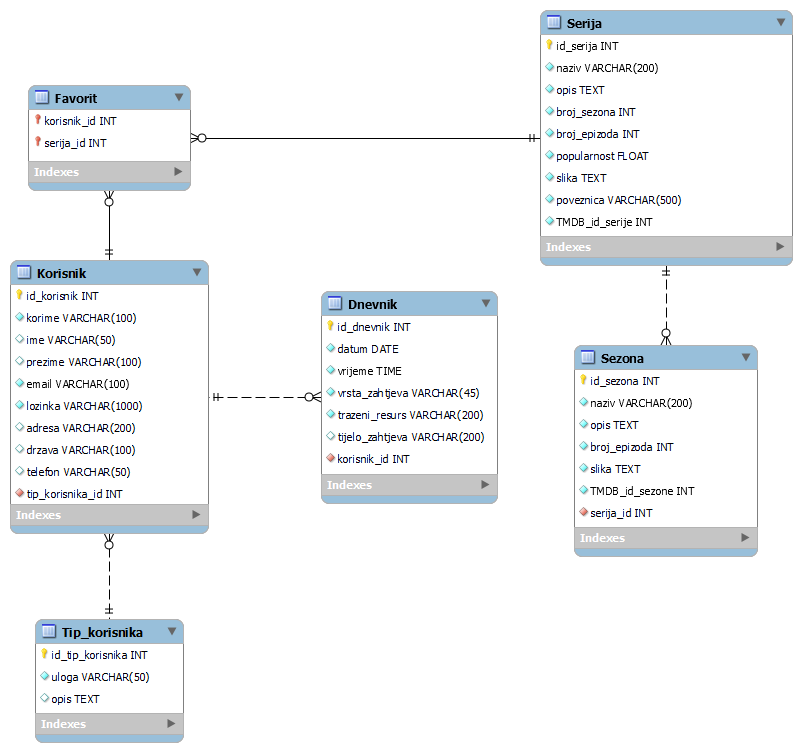 Serija
id_serija INT
naziv VARCHAR(200)
opis TEXT
broj_sezona INT
broj_epizoda INT
popularnost FLOAT
slika TEXT
poveznica VARCHAR(500)
TMDB_id_serije INT
Indexes
Favorit
korisnik_id INT
serija_id INT
Indexes
Korisnik
id_korisnik INT
korime VARCHAR(100)
ime VARCHAR(50)
prezime VARCHAR(100)
email VARCHAR(100)
lozinka VARCHAR(1000)
adresa VARCHAR(200)
drzava VARCHAR(100)
telefon VARCHAR(50)
tip_korisnika_id INT
Indexes
Dnevnik
id_dnevnik INT
datum DATE
vrijeme TIME
vrsta_zahtjeva VARCHAR(45)
trazeni_resurs VARCHAR(200)
tijelo_zahtjeva VARCHAR(200)
korisnik_id INT
Indexes
Sezona
id_sezona INT
naziv VARCHAR(200)
opis TEXT
broj_epizoda INT
slika TEXT
TMDB_id_sezone INT
serija_id INT
Indexes
Tip_korisnika
id_tip_korisnika INT
uloga VARCHAR(50)
opis TEXT
Indexes